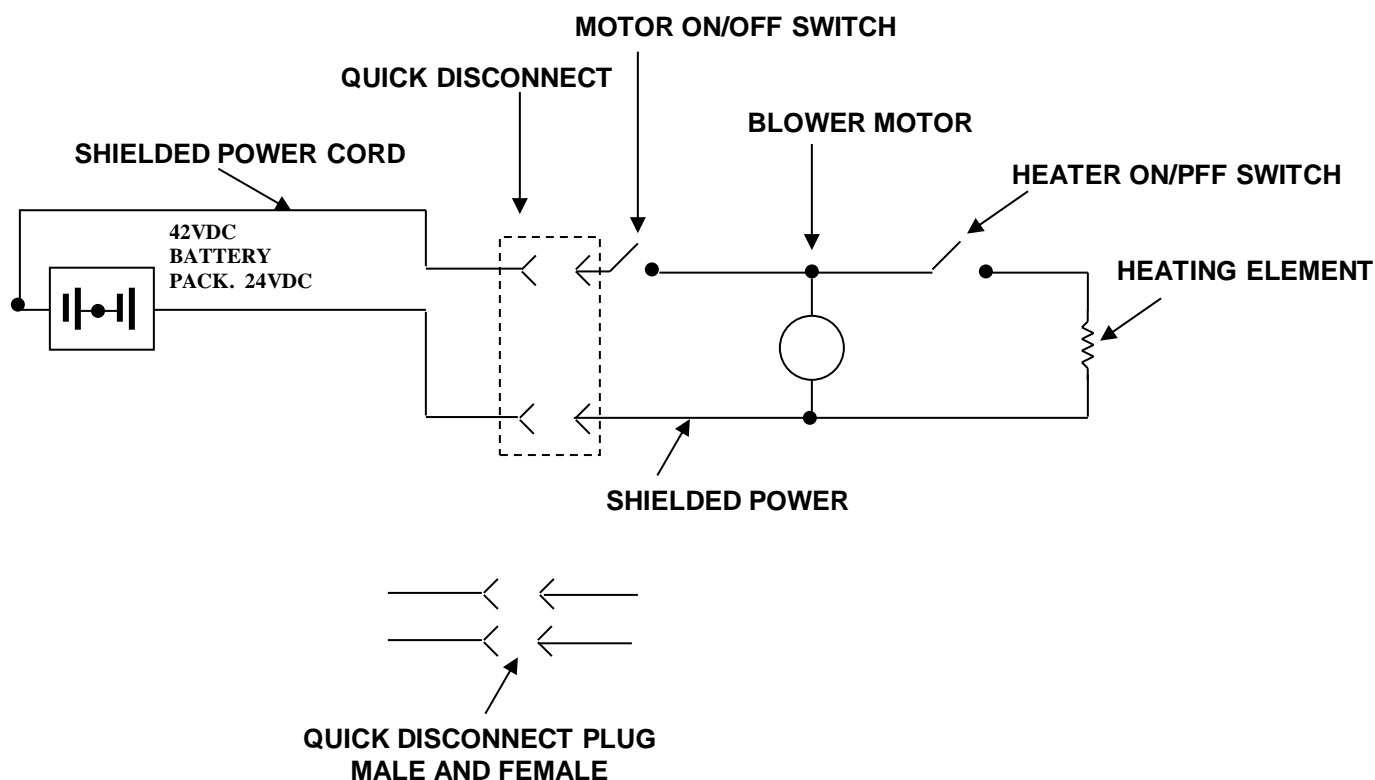 MOTOR ON/OFF SWITCH
QUICK DISCONNECT
BLOWER MOTOR
SHIELDED POWER CORD
HEATER ON/PFF SWITCH
42VDC
BATTERY
PACK. 24VDC
HEATING ELEMENT
SHIELDED POWER
QUICK DISCONNECT PLUG
MALE AND FEMALE